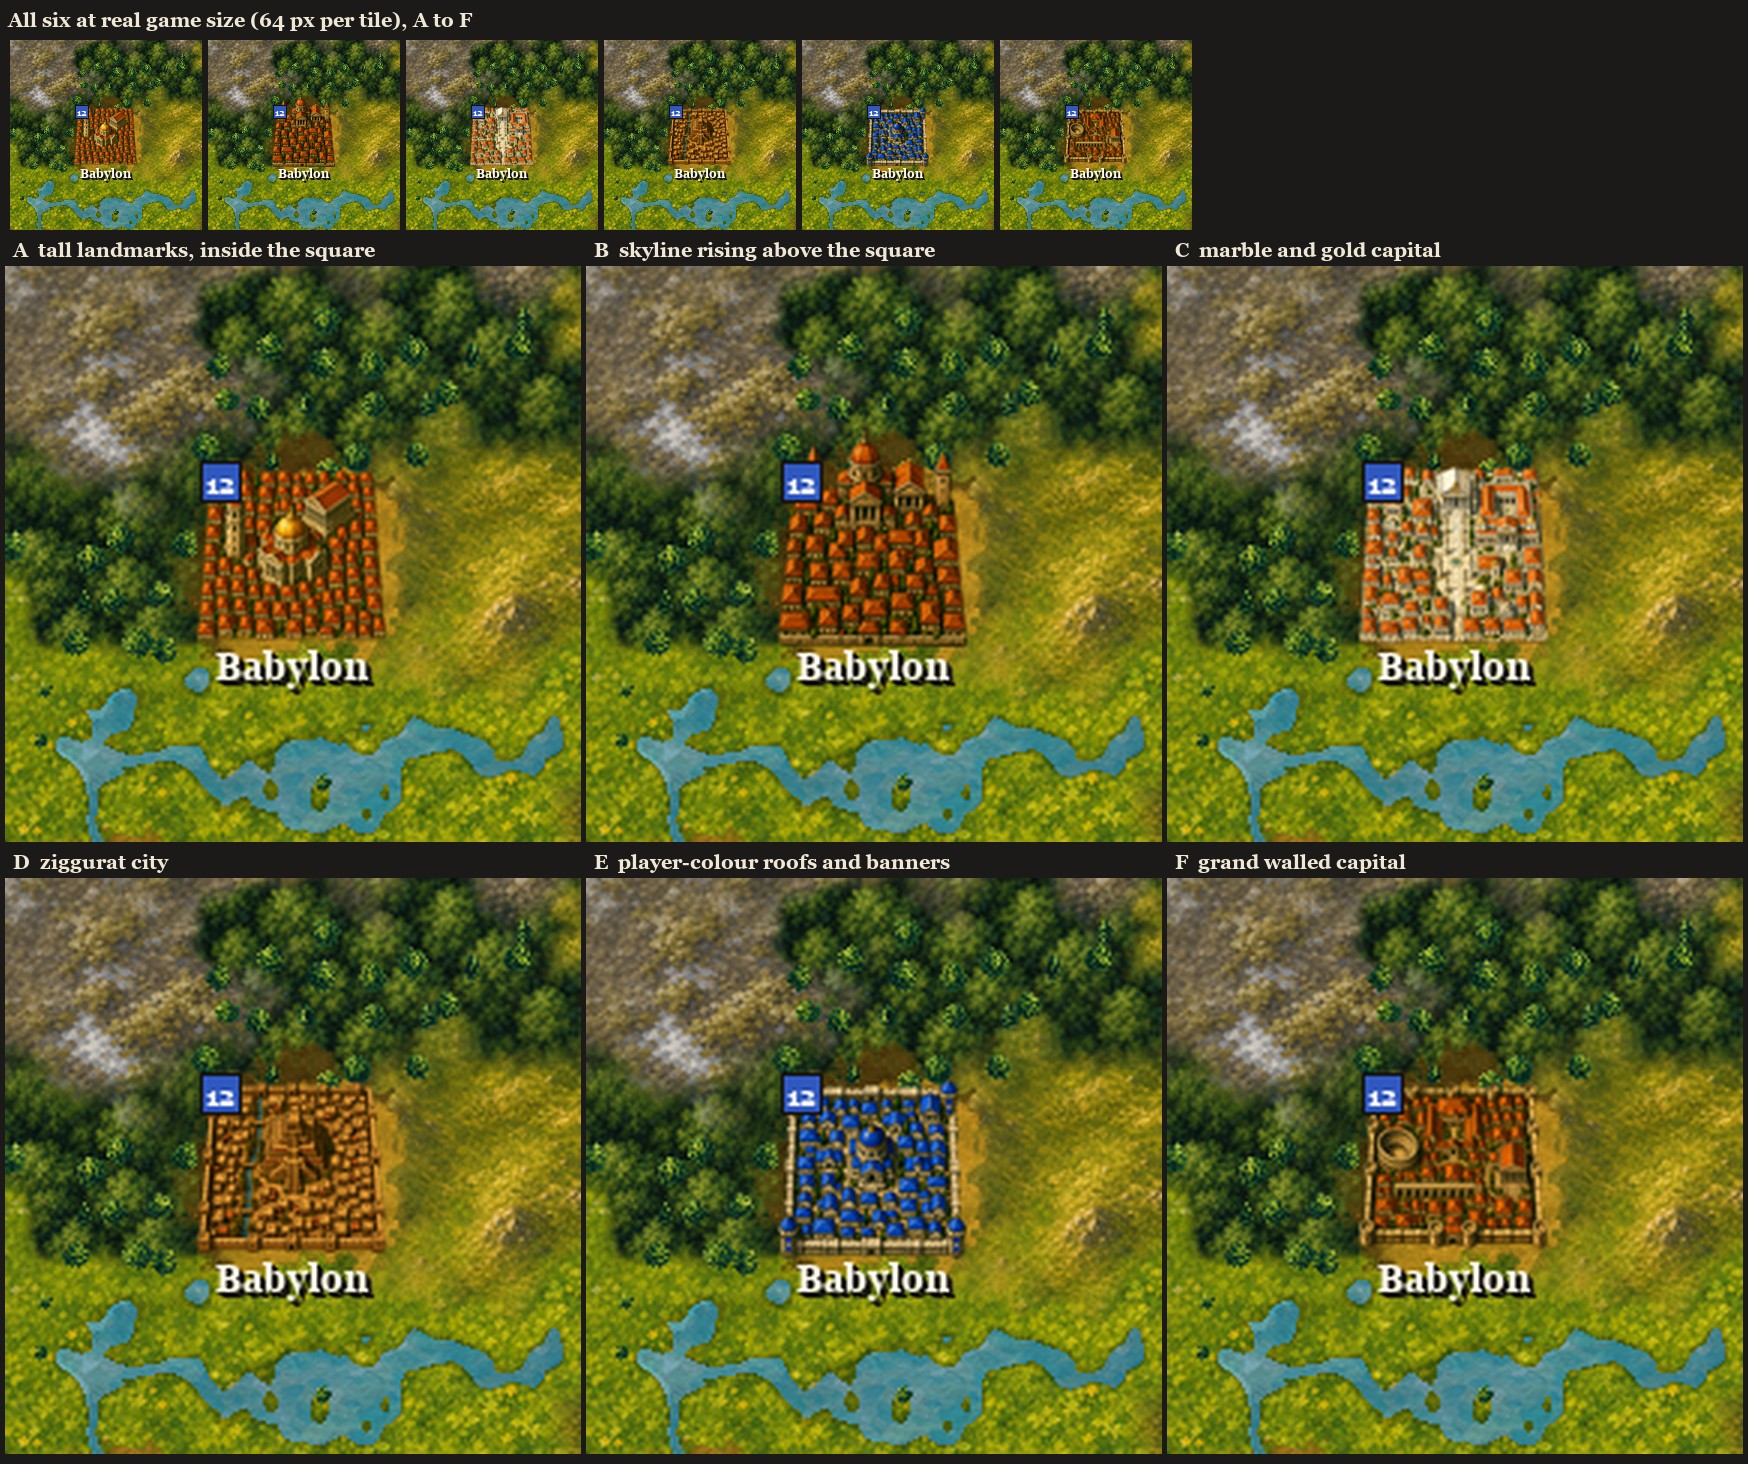 All six at real game size (64 px per tile), A to F
12 12 12 12 12 12
Babylon Babylon Babylon Babylon Babylon Babylon
A tall landmarks, inside the square B skyline rising above the square C marble and gold capital
12 12 12
Babylon Babylon Babylon
D ziggurat city E player-colour roofs and banners F grand walled capital
12 12 12
Babylon Babylon Babylon